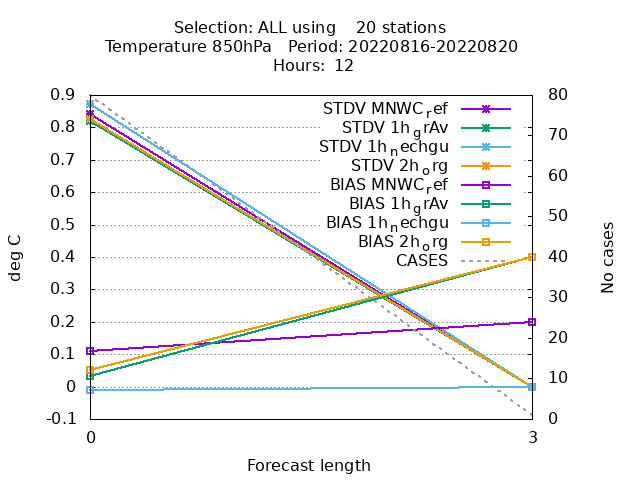 Selection: ALL using 20 stations
Temperature 850hPa Period: 20220816-20220820
Hours: 12
0.9
0.8
0.7
0.6
0.5
0.4
0.3
0.2
0.1
0
-0.1
deg C
STDV MNWC_ref
STDV 1h_grAv
STDV 1h_nechgu
STDV 2h_org
BIAS MNWC_ref
BIAS 1h_grAv
BIAS 1h_nechgu
BIAS 2h_org
CASES
80
70
60
50
40
30
20
10
0
No cases
0 3
Forecast length